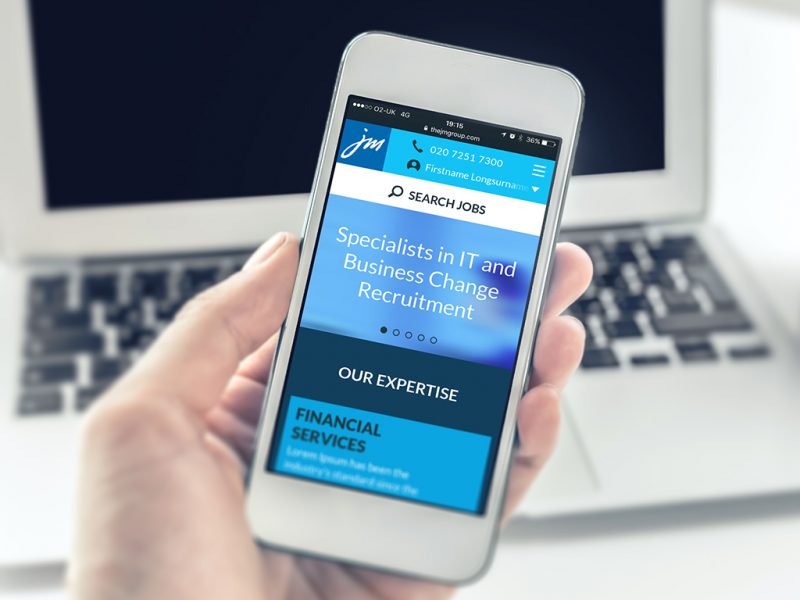 O2-UK 4G 19:15 36%
thejmgroup.com
jm
020 7251 7300
Firstname Longsurname
SEARCH JOBS
Specialists in IT and
Business Change
Recruitment
OUR EXPERTISE
FINANCIAL
SERVICES
Lorem Ipsum has been the
industry's standard since the